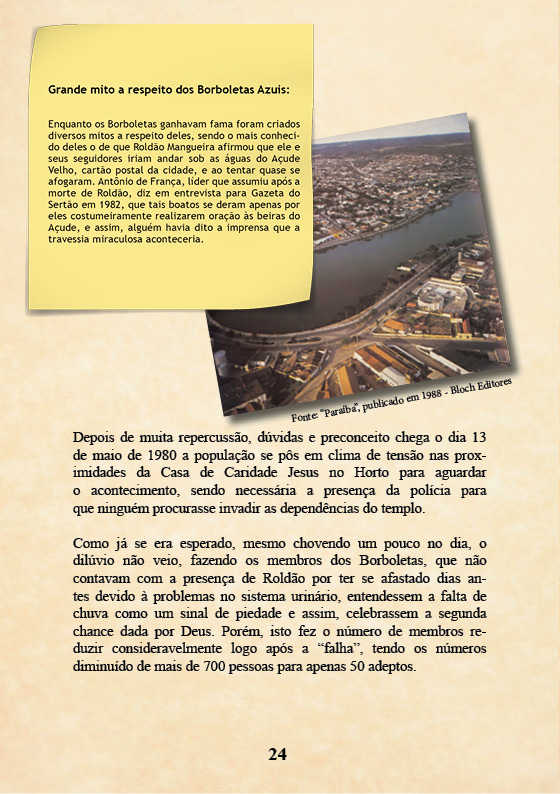 Grande mito a respeito dos Borboletas Azuis:
Enquanto os Borboletas ganhavam fama foram criados
diversos mitos a respeito deles, sendo o mais conheci-
do deles o de que Roldão Mangueira afirmou que ele e
seus seguidores iriam andar sob as águas do Açude
Velho, cartão postal da cidade, e ao tentar quase se
afogaram. Antônio de França, líder que assumiu após a
morte de Roldão, diz em entrevista para Gazeta do
Sertão em 1982, que tais boatos se deram apenas por
eles costumeiramente realizarem oração às beiras do
Açude, e assim, alguém havia dito a imprensa que a
travessia miraculosa aconteceria.
Fonte: "Paraíba", publicado em 1988 - Bloch Editores
Depois de muita repercussão, dúvidas e preconceito chega o dia 13
de maio de 1980 a população se pôs em clima de tensão nas prox-
imidades da Casa de Caridade Jesus no Horto para aguardar
o acontecimento, sendo necessária a presença da polícia para
que ninguém procurasse invadir as dependências do templo.
Como já se era esperado, mesmo chovendo um pouco no dia, o
dilúvio não veio, fazendo os membros dos Borboletas, que não
contavam com a presença de Roldão por ter se afastado dias an-
tes devido à problemas no sistema urinário, entendessem a falta de
chuva como um sinal de piedade e assim, celebrassem a segunda
chance dada por Deus. Porém, isto fez o número de membros re-
duzir consideravelmente logo após a “falha”, tendo os números
diminuído de mais de 700 pessoas para apenas 50 adeptos.
24